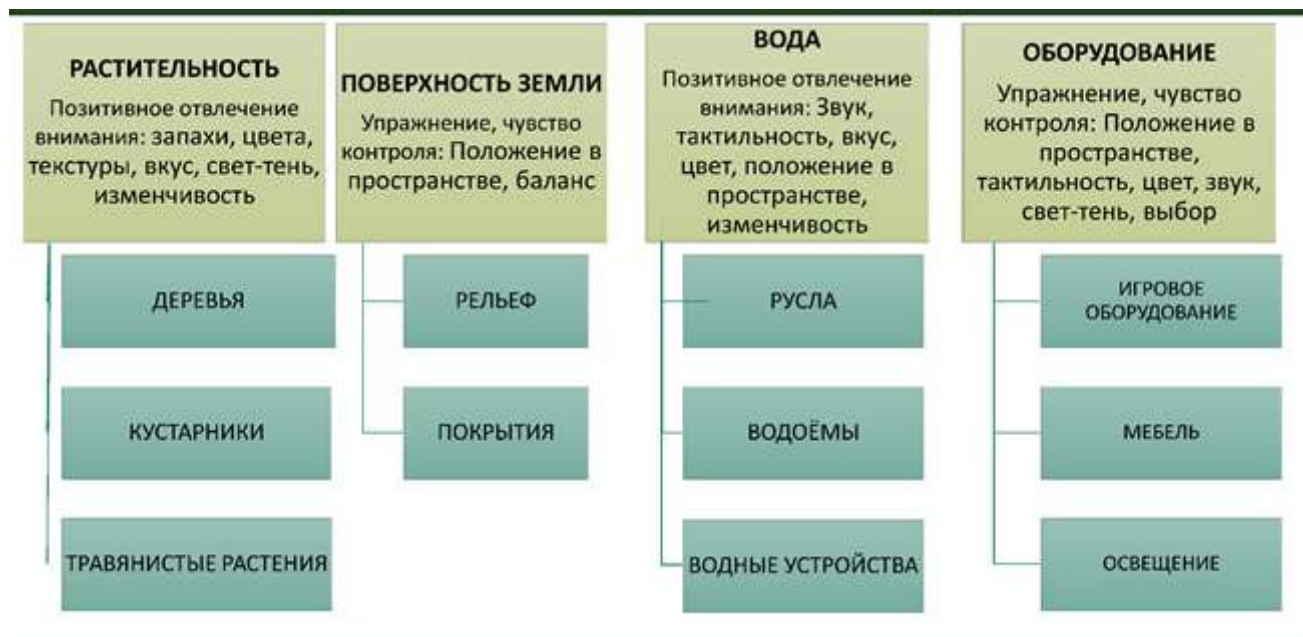 РАСТИТЕЛЬНОСТЬ
Позитивное отвлечение
внимания: запахи, цвета,
текстуры, вкус, свет-тень,
изменчивость
ДЕРЕВЬЯ
КУСТАРНИКИ
ТРАВЯНИСТЫЕ РАСТЕНИЯ
ПОВЕРХНОСТЬ ЗЕМЛИ
Упражнение, чувство
контроля: Положение в
пространстве, баланс
РЕЛЬЕФ
ПОКРЫТИЯ
ВОДА
Позитивное отвлечение
внимания: Звук,
тактильность, вкус,
цвет, положение в
пространстве,
изменчивость
РУСЛА
ВОДОЁМЫ
ВОДНЫЕ УСТРОЙСТВА
ОБОРУДОВАНИЕ
Упражнение, чувство
контроля: Положение в
пространстве,
тактильность, цвет, звук,
свет-тень, выбор
ИГРОВОЕ
ОБОРУДОВАНИЕ
МЕБЕЛЬ
ОСВЕЩЕНИЕ